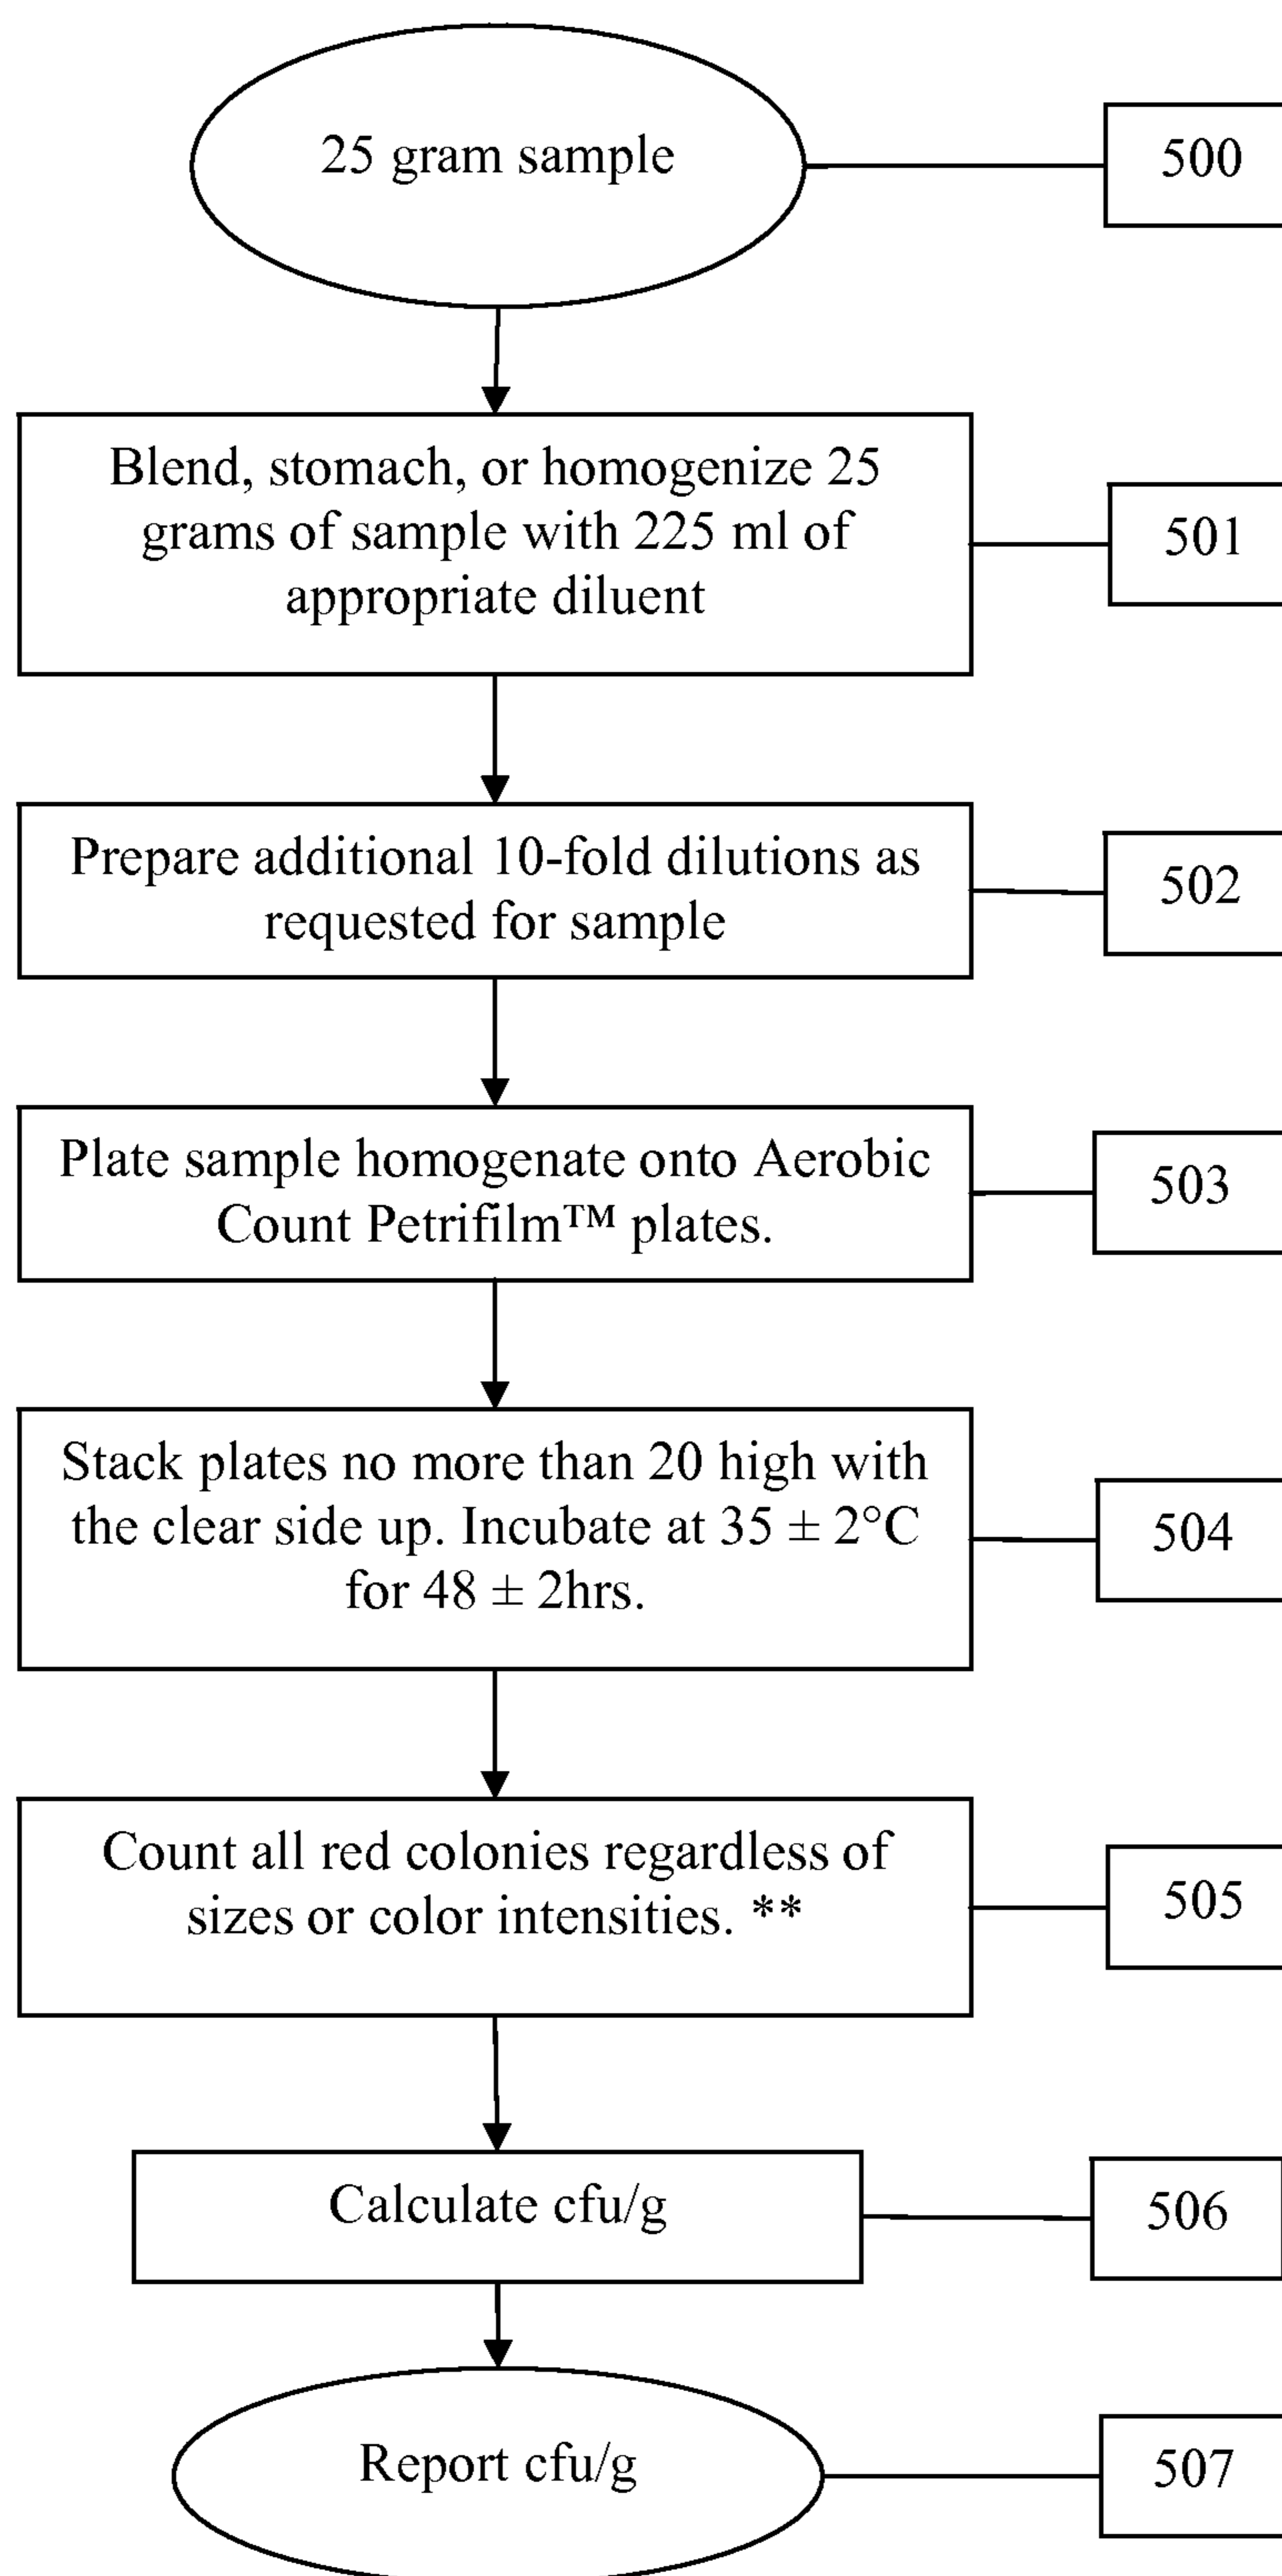 25 gram sample
500
Blend, stomach, or homogenize 25
grams of sample with 225 ml of
appropriate diluent
501
Prepare additional 10-fold dilutions as
requested for sample
502
Plate sample homogenate onto Aerobic
Count Petrifilm™ plates.
503
Stack plates no more than 20 high with
the clear side up. Incubate at 35 ± 2°C
for 48 ± 2hrs.
504
Count all red colonies regardless of
sizes or color intensities. **
505
Calculate cfu/g
506
Report cfu/g
507